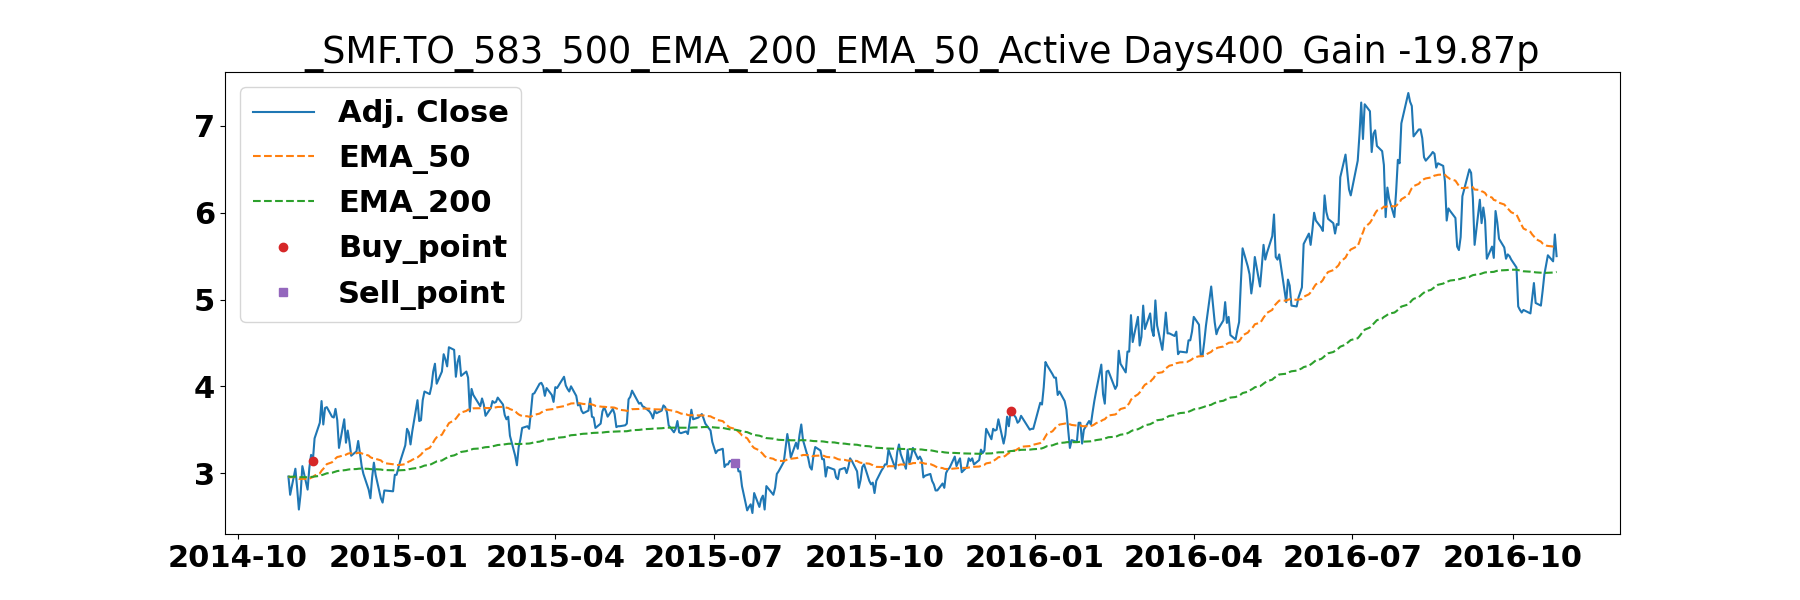 _SMF.TO_583_500_EMA_200_EMA_50_Active Days400_Gain -19.87p
Adj. Close
EMA_50
EMA_200
Buy_point
Sell_point
7
6
5
4
3
2014-10 2015-01 2015-04 2015-07 2015-10 2016-01 2016-04 2016-07 2016-10